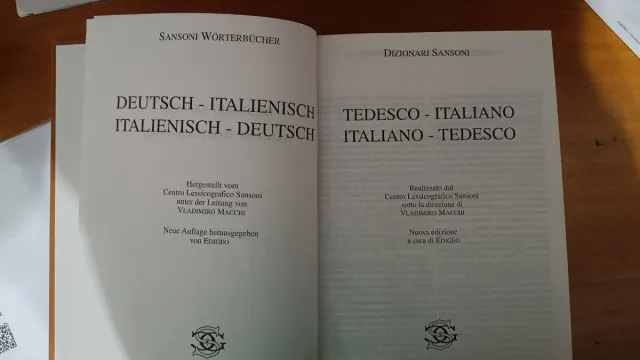 SANSONI WÖRTERBÜCHER
DEUTSCH - ITALIENISCH
ITALIENISCH - DEUTSCH
Hergestellt vom
Centro Lessicografico Sansoni
unter der Leitung von
VLADIMIRO MACCHI
Neue Auflage herausgegeben
von EDIGEO
DIZIONARI SANSONI
TEDESCO - ITALIANO
ITALIANO - TEDESCO
Realizzato dal
Centro Lessicografico Sansoni
sotto la direzione di
VLADIMIRO MACCHI
Nuova edizione
a cura di EDIGEO